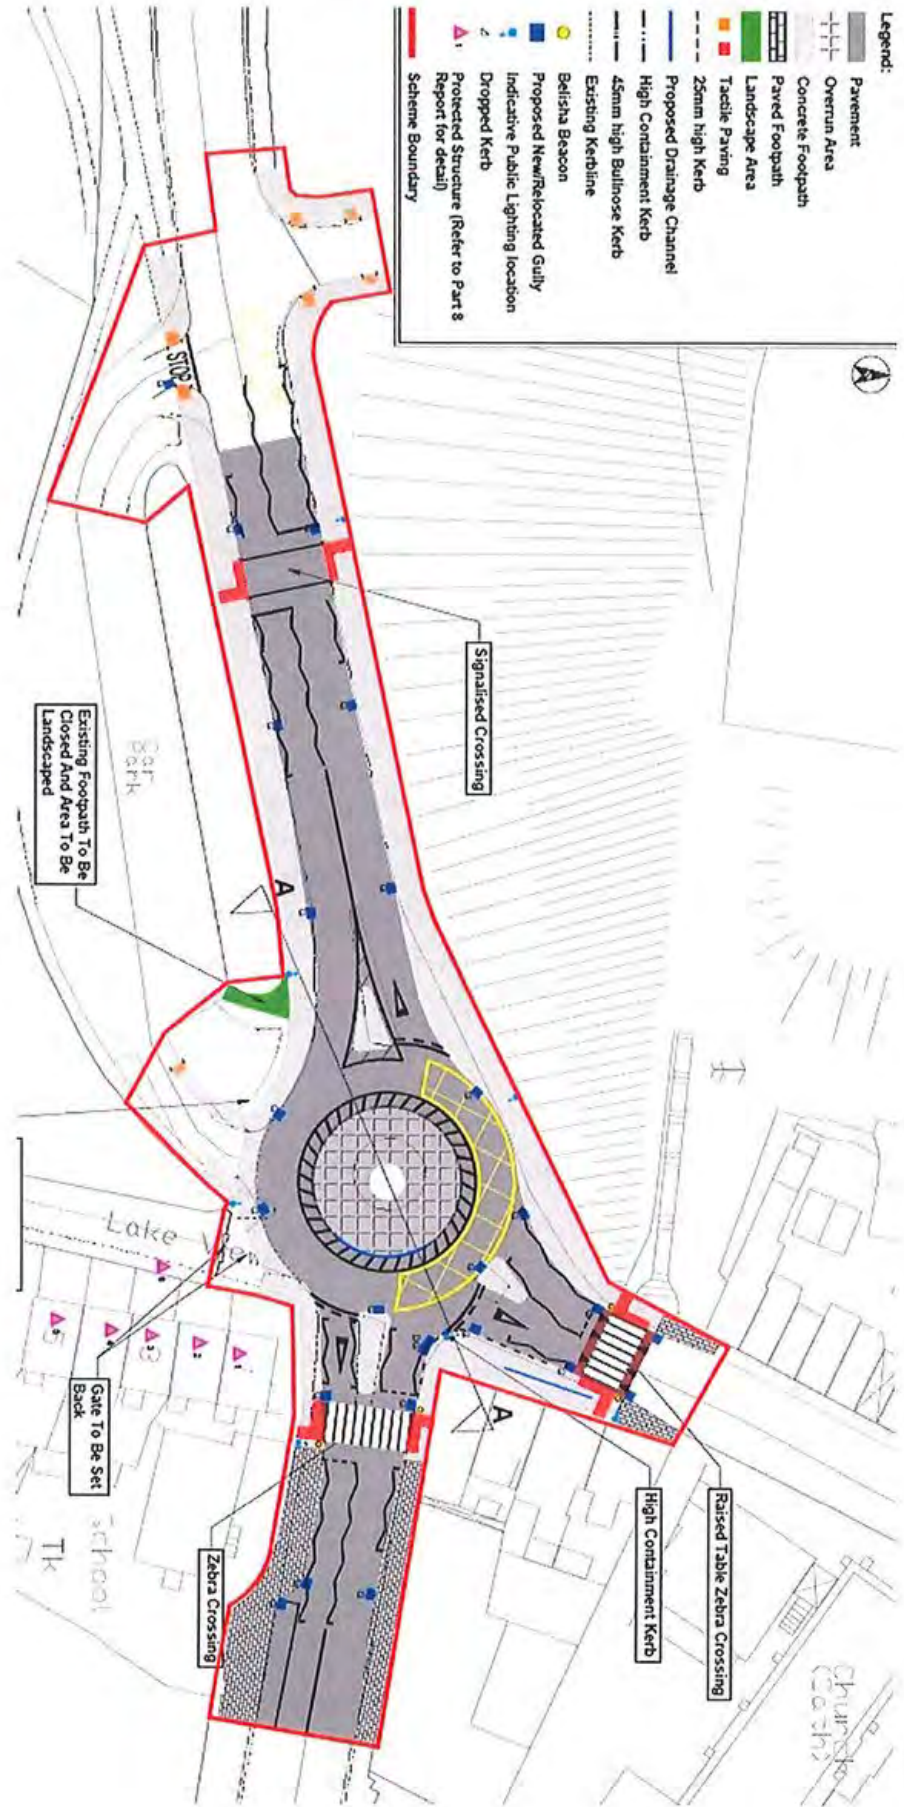 Legend:
Pavement
Overrun Area
Concrete Footpath
Paved Footpath
Landscape Area
Tactile Paving
25mm high Kerb
Proposed Drainage Channel
High Containment Kerb
45mm high Bullnose Kerb
Existing Kerbline
Belisha Beacon
Proposed New/Relocated Gully
Indicative Public Lighting location
Dropped Kerb
Protected Structure (Refer to Part 8
Report for detail)
Scheme Boundary
STOP
Signalised Crossing
Existing Footpath To Be
Closed And Area To Be
Landscaped
Park
A
Lake View
Gate To Be Set
Back
School
Tk
Zebra Crossing
A
High Containment Kerb
Raised Table Zebra Crossing
Church
(Cath)